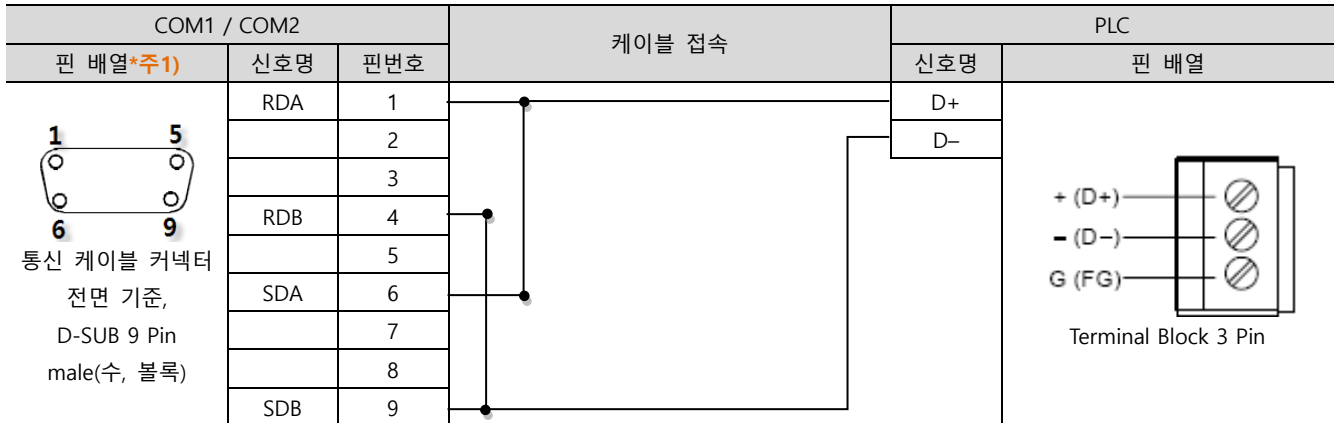 COM1 / COM2 케이블 접속 PLC
핀 배열*주1) 신호명 핀번호 신호명 핀 배열
RDA 1 D+
2 D–
3
RDB 4
5
SDA 6
7
8
SDB 9
1 5
6 9
통신 케이블 커넥터
전면 기준,
D-SUB 9 Pin
male(수, 볼록)
+ (D+)
– (D–)
G (FG)
Terminal Block 3 Pin